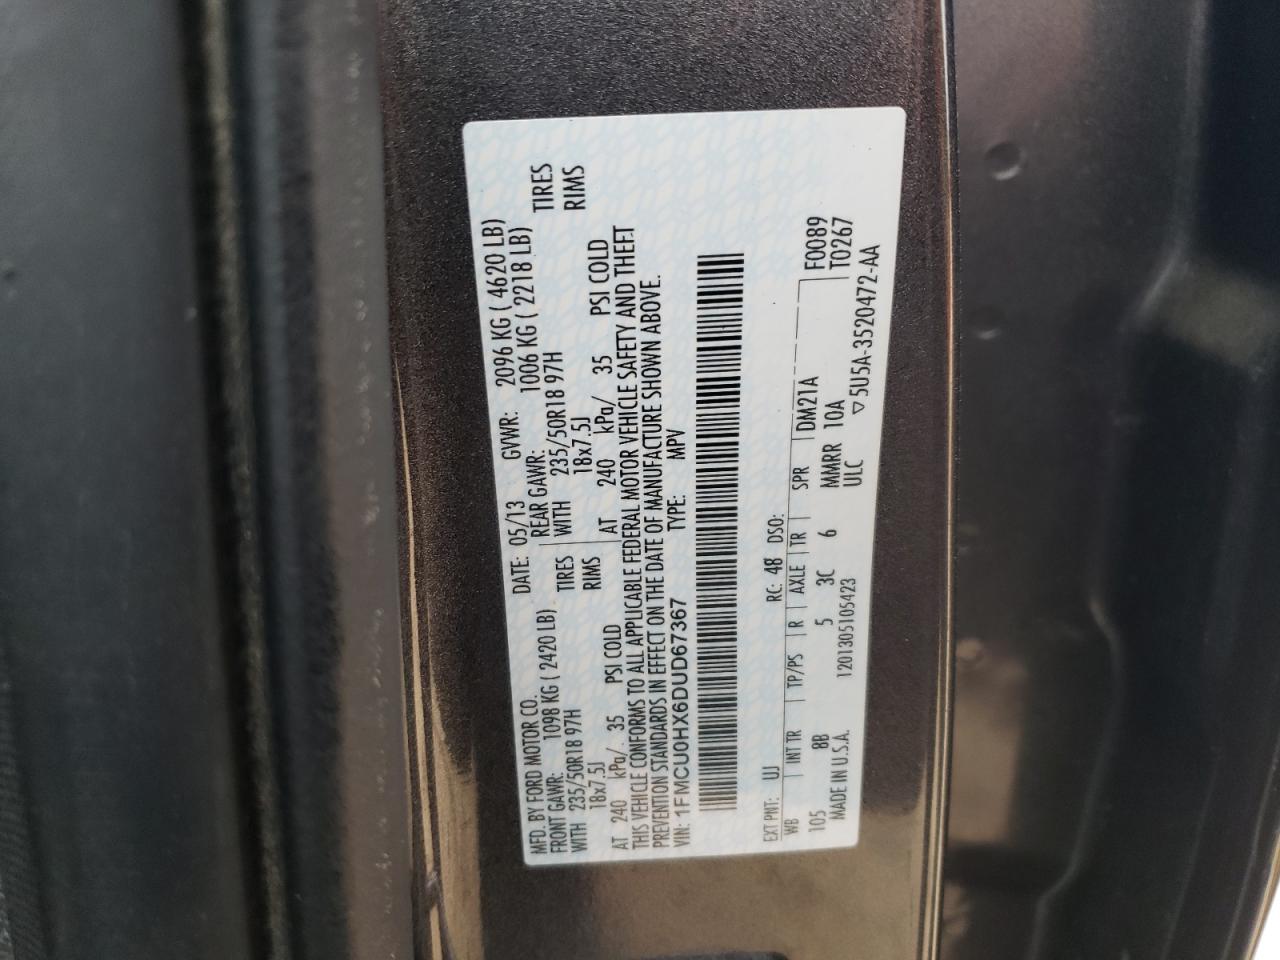 MFD. BY FORD MOTOR CO. DATE: 05/13 GVWR: 2096 KG ( 4620 LB)
FRONT GAWR: 1098 KG ( 2420 LB) REAR GAWR: 1006 KG ( 2218 LB)
WITH 235/50R18 97H TIRES WITH 235/50R18 97H TIRES
18x7.5J RIMS 18x7.5J RIMS
AT 240 kPa/ 35 PSI COLD AT 240 kPa/ 35 PSI COLD
THIS VEHICLE CONFORMS TO ALL APPLICABLE FEDERAL MOTOR VEHICLE SAFETY AND THEFT
PREVENTION STANDARDS IN EFFECT ON THE DATE OF MANUFACTURE SHOWN ABOVE.
VIN: 1FMCU0HX6DUD67367 TYPE: MPV
EXT PNT: UJ RC: 48 DSO:
WB INT TR TP/PS R AXLE TR SPR DM21A F0089
105 8B 5 3C 6 MMRR 10A T0267
MADE IN U.S.A. 1201305105423 ULC ▽5U5A-3520472-AA